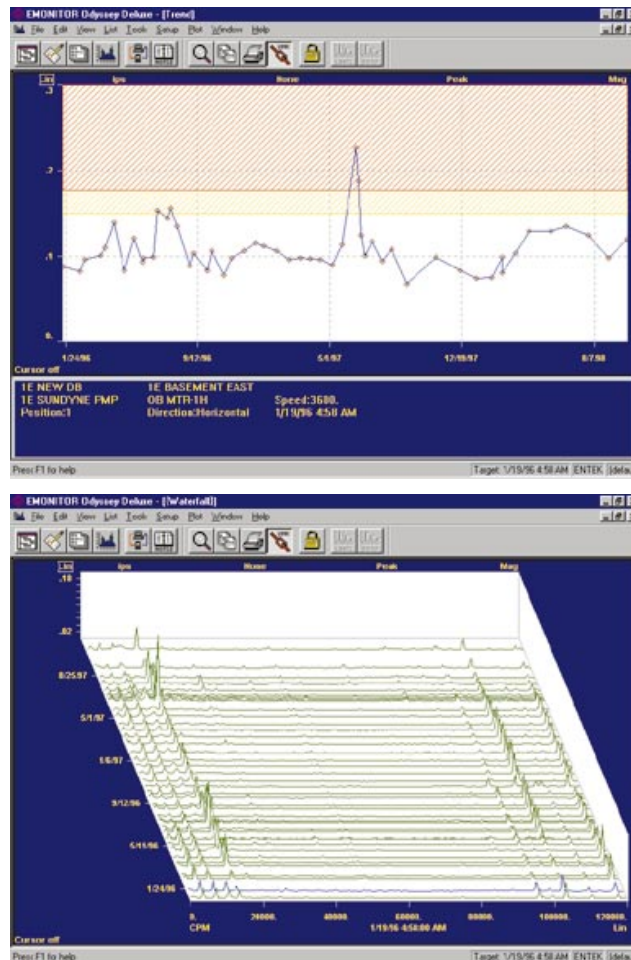 EMONITOR Odyssey Deluxe - [Trend]
File Edit View List Tools Setup Plot Window Help
Lin Ips None Peak Mag
.3
.2
.1
0.
1/24/96 9/12/96 5/1/97 12/19/97 8/7/98
Cursor off
1E NEW DB 1E BASEMENT EAST
1E SUNDYNE PMP OB MTR-1H Speed:3600.
Position:1 Direction:Horizontal 1/19/96 4:58 AM
Press F1 to help Target: 1/19/96 4:58 AM ENTEK
EMONITOR Odyssey Deluxe - [[Waterfall]]
File Edit View List Tools Setup Plot Window Help
Lin Ips None Peak Mag
.10
.02
8/25/97
5/1/97
1/6/97
9/12/96
5/11/96
1/24/96
0. 20000. 40000. 60000. 80000. 100000. 120000.
CPM 1/19/96 4:58:00 AM Lin
Cursor off
Press F1 to help Target: 1/19/96 4:58 AM ENTEK